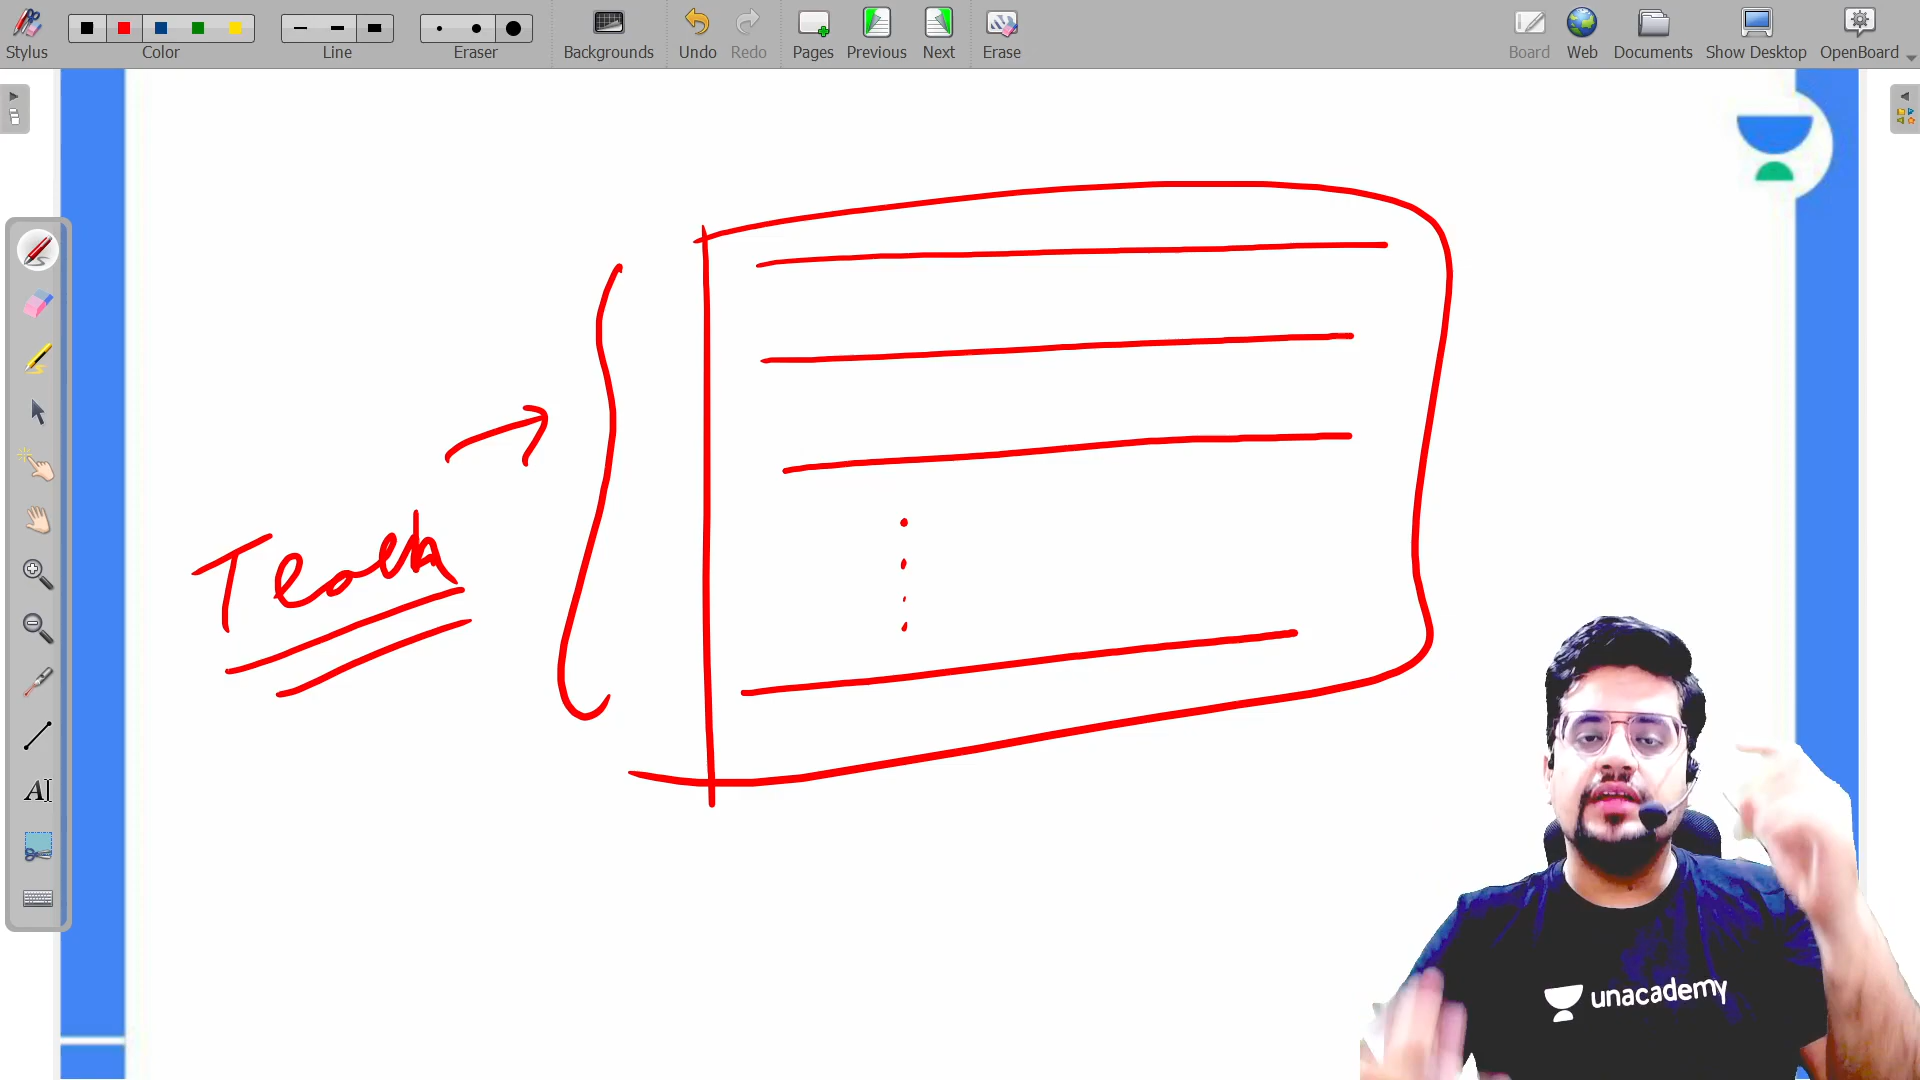 Stylus
Color
Line
Eraser
Backgrounds
Undo
Redo
Pages
Previous
Next
Erase
Board
Web
Documents
Show Desktop
OpenBoard
Teach
unacademy